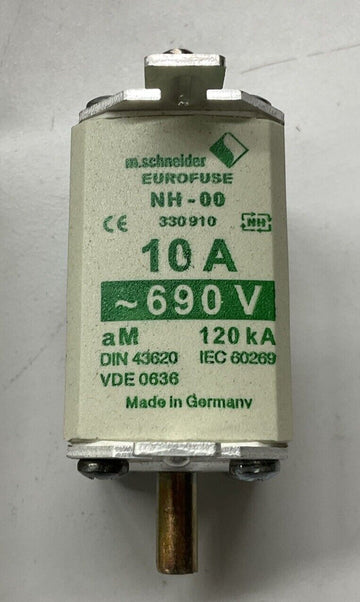 m.schneider
EUROFUSE
NH-00
CE 330910 NH
10 A
~690 V
aM 120 kA
DIN 43620 IEC 60269
VDE 0636
Made in Germany